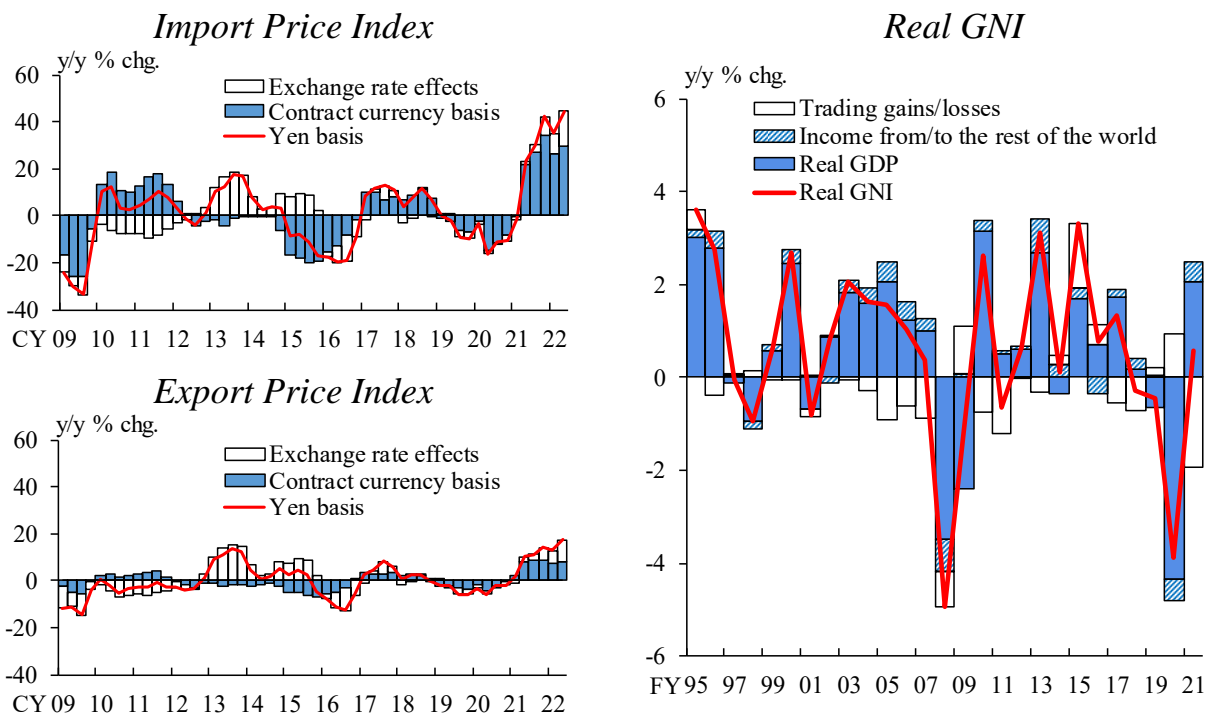 Import Price Index
y/y % chg.
Exchange rate effects
Contract currency basis
Yen basis
60
40
20
0
-20
-40
CY 09 10 11 12 13 14 15 16 17 18 19 20 21 22
Export Price Index
y/y % chg.
Exchange rate effects
Contract currency basis
Yen basis
60
40
20
0
-20
-40
CY 09 10 11 12 13 14 15 16 17 18 19 20 21 22
Real GNI
y/y % chg.
Trading gains/losses
Income from/to the rest of the world
Real GDP
Real GNI
6
4
2
0
-2
-4
-6
FY 95 97 99 01 03 05 07 09 11 13 15 17 19 21